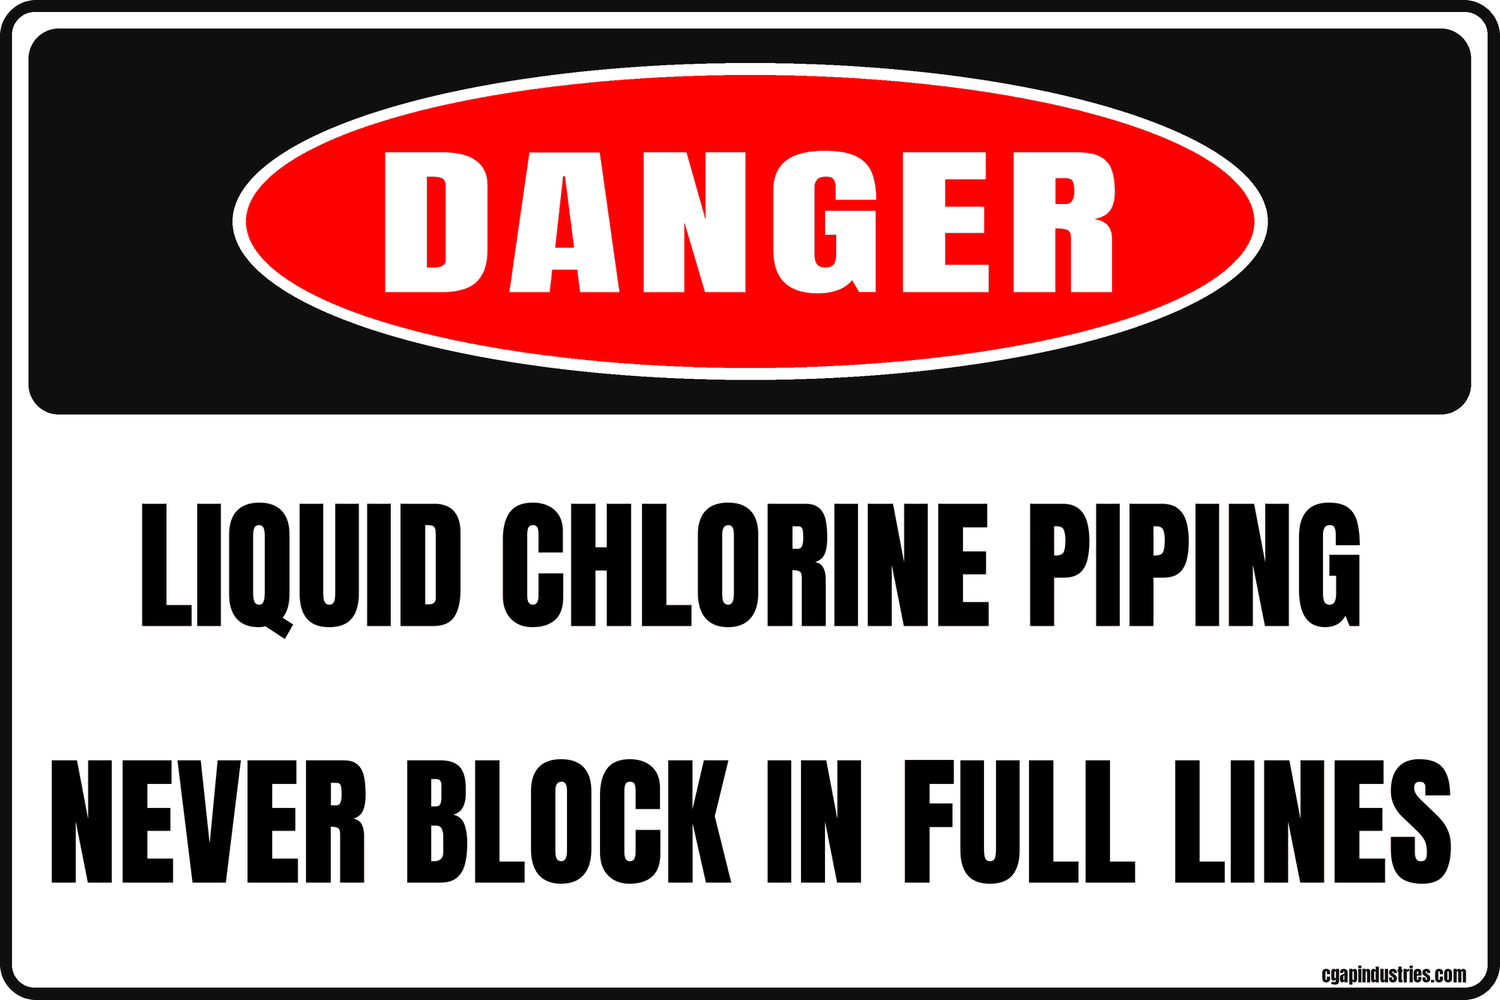 DANGER
LIQUID CHLORINE PIPING
NEVER BLOCK IN FULL LINES
cgapindustries.com